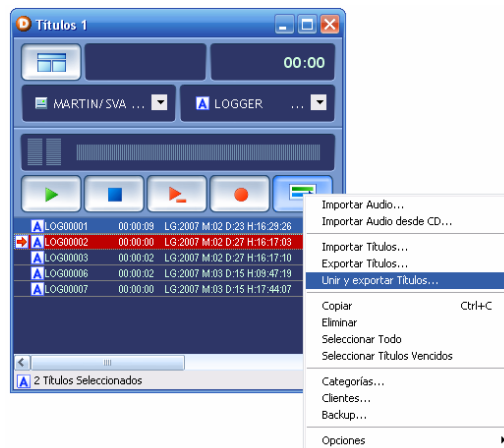 Títulos 1
00:00
MARTIN/SVA ...
A LOGGER ...
A LOG00001 00:00:09 LG:2007 M:02 D:23 H:16:29:26
A LOG00002 00:00:00 LG:2007 M:02 D:27 H:16:17:03
A LOG00003 00:00:02 LG:2007 M:02 D:27 H:16:17:10
A LOG00006 00:00:02 LG:2007 M:03 D:15 H:09:47:19
A LOG00007 00:00:00 LG:2007 M:03 D:15 H:17:44:07
A 2 Títulos Seleccionados
Importar Audio...
Importar Audio desde CD...
Importar Títulos...
Exportar Títulos...
Unir y exportar Títulos...
Copiar Ctrl+C
Eliminar
Seleccionar Todo
Seleccionar Títulos Vencidos
Categorías...
Clientes...
Backup...
Opciones